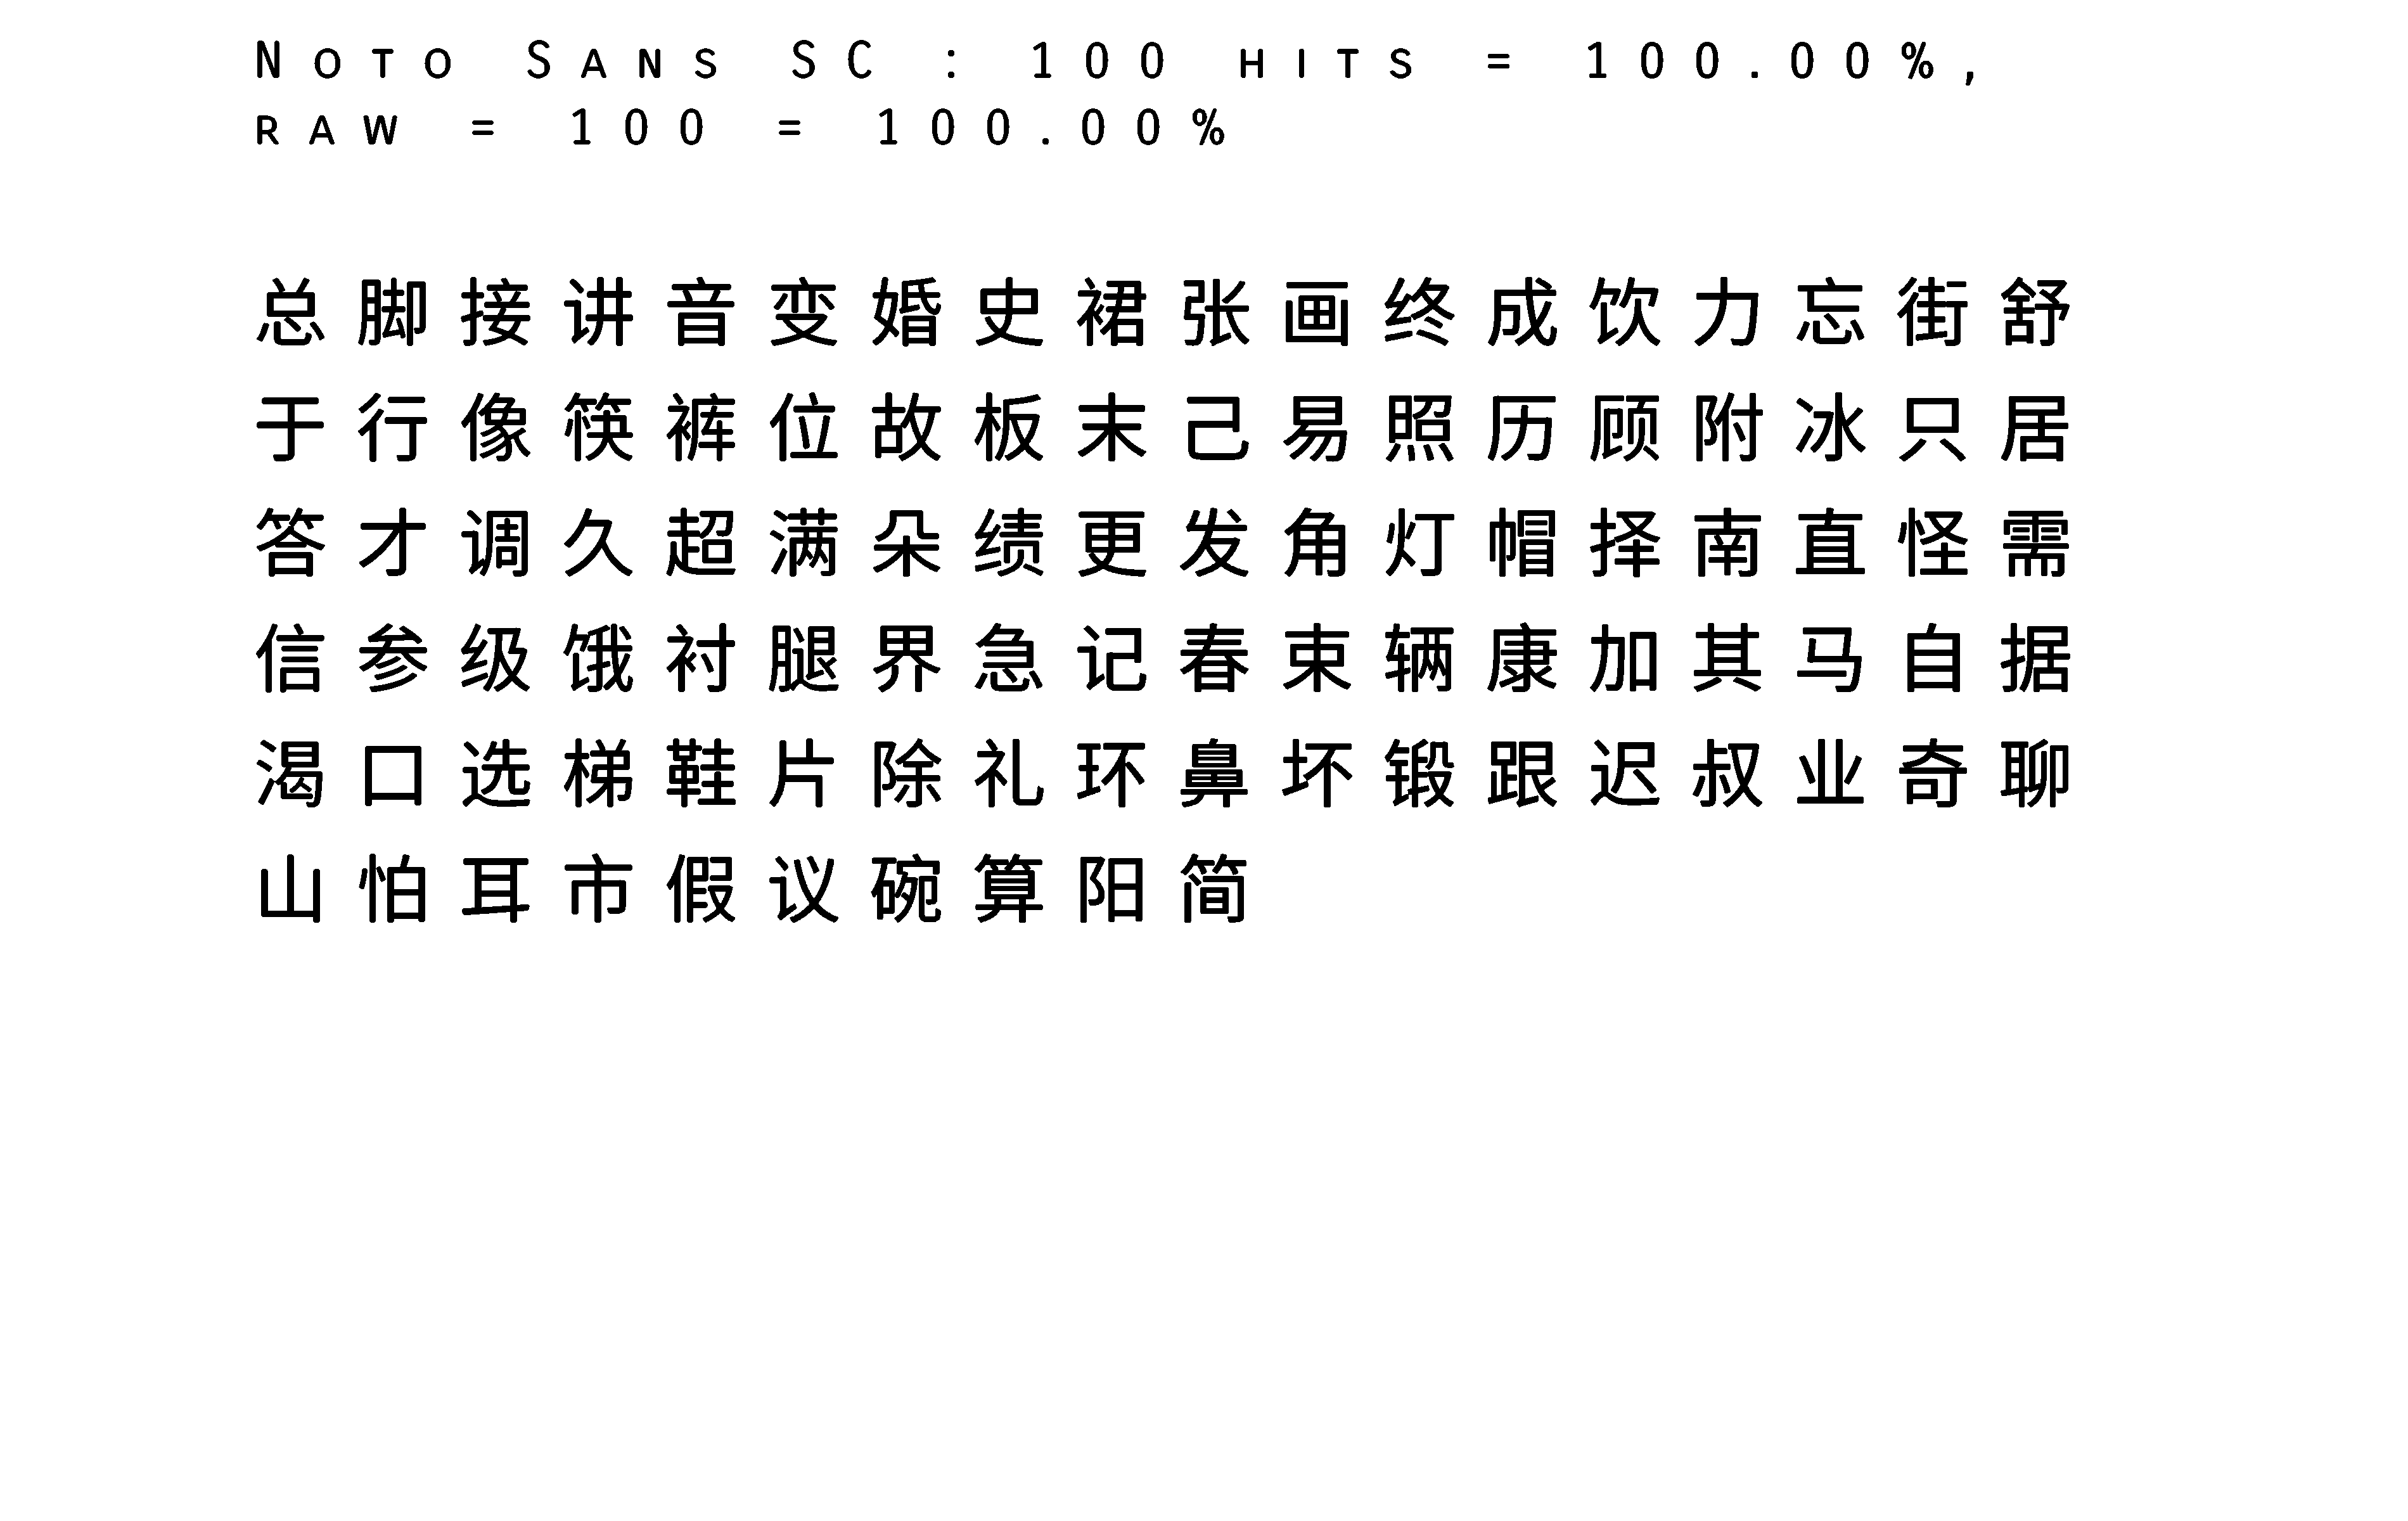 Noto Sans SC : 100 hits = 100.00%,
raw = 100 = 100.00%
总脚接讲音变婚史裙张画终成饮力忘街舒
于行像筷裤位故板末己易照历顾附冰只居
答才调久超满朵绩更发角灯帽择南直怪需
信参级饿衬腿界急记春束辆康加其马自据
渴口选梯鞋片除礼环鼻坏锻跟迟叔业奇聊
山怕耳市假议碗算阳简